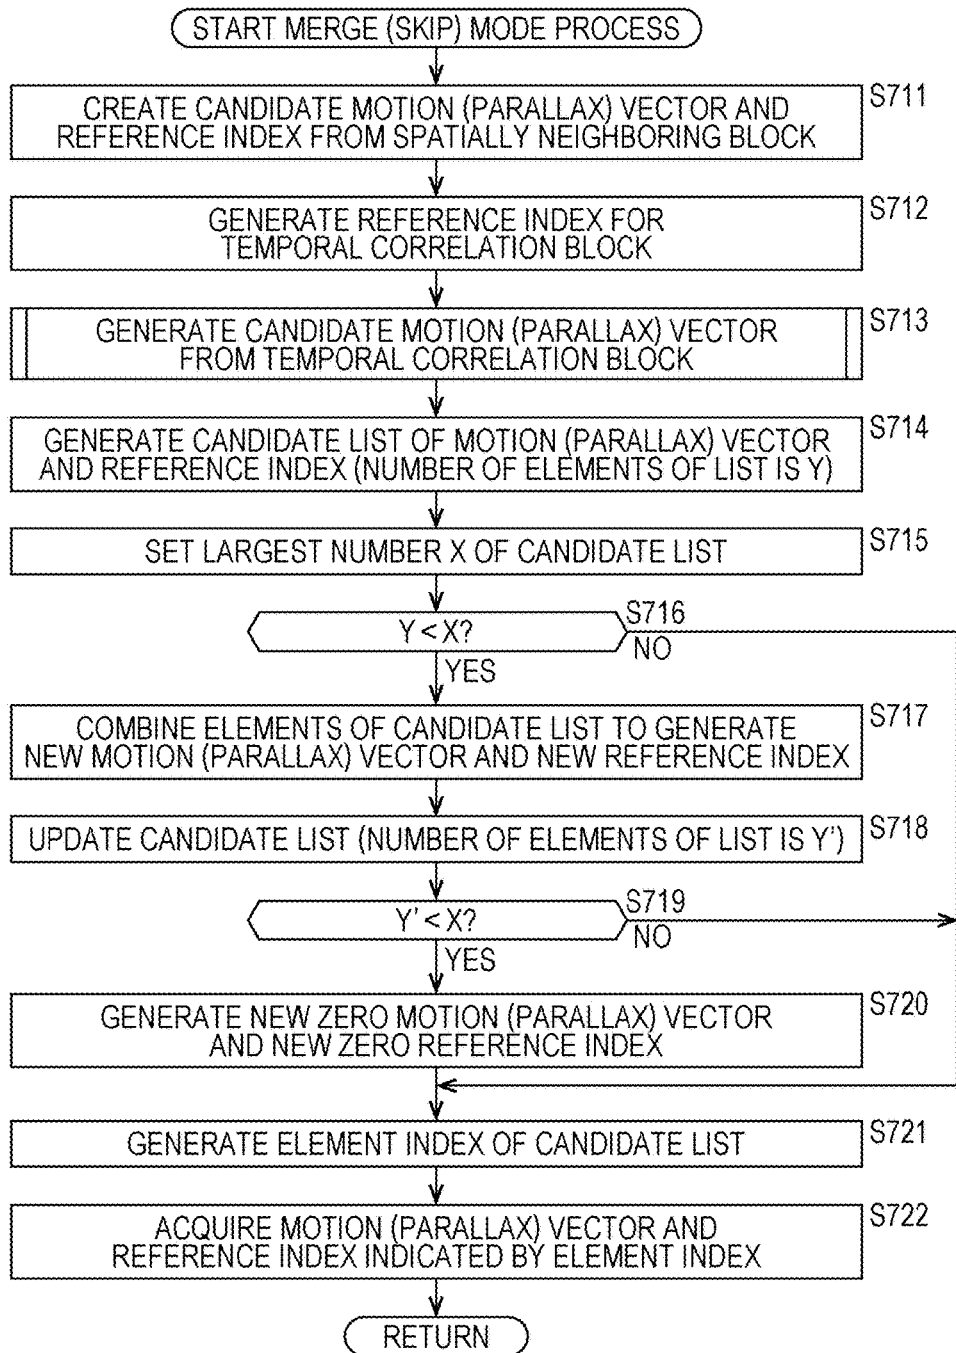 START MERGE (SKIP) MODE PROCESS
S711
CREATE CANDIDATE MOTION (PARALLAX) VECTOR AND
REFERENCE INDEX FROM SPATIALLY NEIGHBORING BLOCK
S712
GENERATE REFERENCE INDEX FOR
TEMPORAL CORRELATION BLOCK
S713
GENERATE CANDIDATE MOTION (PARALLAX) VECTOR
FROM TEMPORAL CORRELATION BLOCK
S714
GENERATE CANDIDATE LIST OF MOTION (PARALLAX) VECTOR
AND REFERENCE INDEX (NUMBER OF ELEMENTS OF LIST IS Y)
S715
SET LARGEST NUMBER X OF CANDIDATE LIST
S716
Y < X?
NO
YES
S717
COMBINE ELEMENTS OF CANDIDATE LIST TO GENERATE
NEW MOTION (PARALLAX) VECTOR AND NEW REFERENCE INDEX
S718
UPDATE CANDIDATE LIST (NUMBER OF ELEMENTS OF LIST IS Y')
S719
Y' < X?
NO
YES
S720
GENERATE NEW ZERO MOTION (PARALLAX) VECTOR
AND NEW ZERO REFERENCE INDEX
S721
GENERATE ELEMENT INDEX OF CANDIDATE LIST
S722
ACQUIRE MOTION (PARALLAX) VECTOR AND
REFERENCE INDEX INDICATED BY ELEMENT INDEX
RETURN